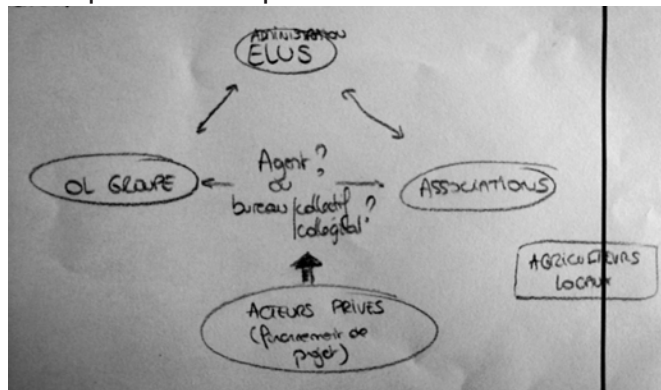 ADMINISTRATION
ELUS
OL GROUPE
Agent ?
ou
bureau/collectif ?
/collégial ?
ASSOCIATIONS
AGRICULTEURS
LOCAUX
ACTEURS PRIVES
(financement de
projet)